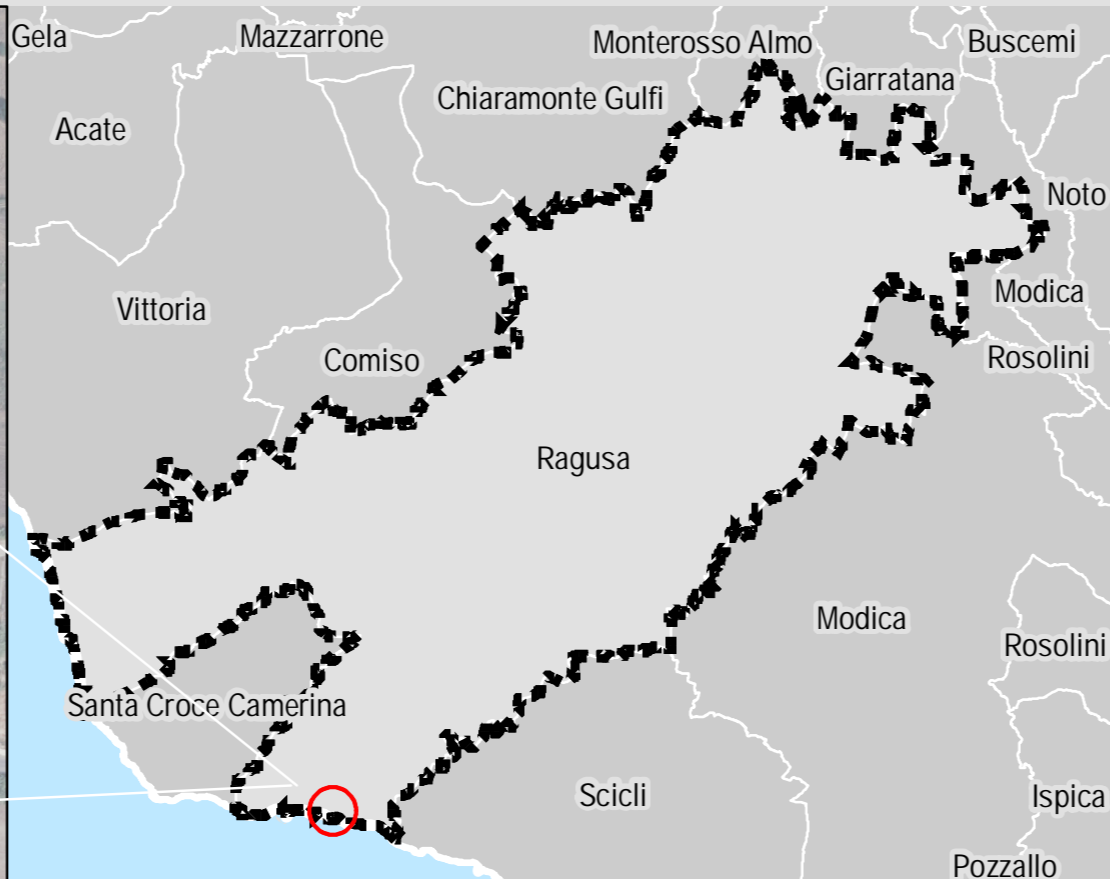 Gela
Mazzarrone
Monterosso Almo
Buscemi
Giarratana
Chiaramonte Gulfi
Acate
Noto
Modica
Vittoria
Rosolini
Comiso
Ragusa
Modica
Rosolini
Santa Croce Camerina
Scicli
Ispica
Pozzallo